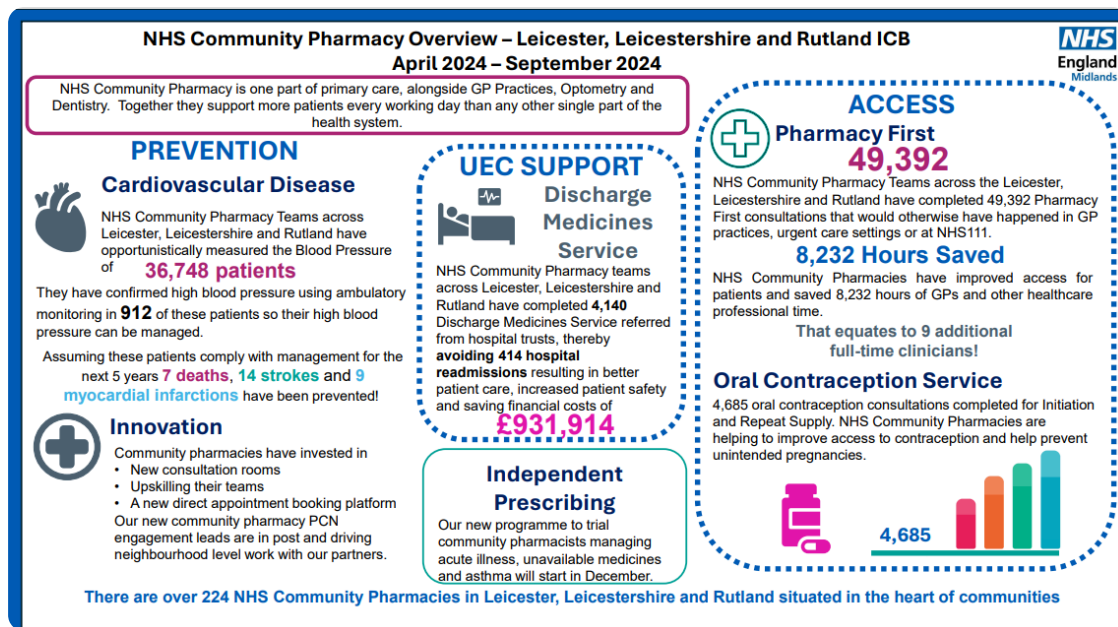 NHS Community Pharmacy Overview – Leicester, Leicestershire and Rutland ICB
April 2024 – September 2024
NHS
England
Midlands
NHS Community Pharmacy is one part of primary care, alongside GP Practices, Optometry and
Dentistry. Together they support more patients every working day than any other single part of the
health system.
PREVENTION
Cardiovascular Disease
NHS Community Pharmacy Teams across
Leicester, Leicestershire and Rutland have
opportunistically measured the Blood Pressure
of 36,748 patients
They have confirmed high blood pressure using ambulatory
monitoring in 912 of these patients so their high blood
pressure can be managed.
Assuming these patients comply with management for the
next 5 years 7 deaths, 14 strokes and 9
myocardial infarctions have been prevented!
Innovation
Community pharmacies have invested in
• New consultation rooms
• Upskilling their teams
• A new direct appointment booking platform
Our new community pharmacy PCN
engagement leads are in post and driving
neighbourhood level work with our partners.
UEC SUPPORT
Discharge
Medicines
Service
NHS Community Pharmacy teams
across Leicester, Leicestershire and
Rutland have completed 4,140
Discharge Medicines Service referred
from hospital trusts, thereby
avoiding 414 hospital
readmissions resulting in better
patient care, increased patient safety
and saving financial costs of
£931,914
Independent
Prescribing
Our new programme to trial
community pharmacists managing
acute illness, unavailable medicines
and asthma will start in December.
ACCESS
Pharmacy First
49,392
NHS Community Pharmacy Teams across the Leicester,
Leicestershire and Rutland have completed 49,392 Pharmacy
First consultations that would otherwise have happened in GP
practices, urgent care settings or at NHS111.
8,232 Hours Saved
NHS Community Pharmacies have improved access for
patients and saved 8,232 hours of GPs and other healthcare
professional time.
That equates to 9 additional
full-time clinicians!
Oral Contraception Service
4,685 oral contraception consultations completed for Initiation
and Repeat Supply. NHS Community Pharmacies are
helping to improve access to contraception and help prevent
unintended pregnancies.
4,685
There are over 224 NHS Community Pharmacies in Leicester, Leicestershire and Rutland situated in the heart of communities